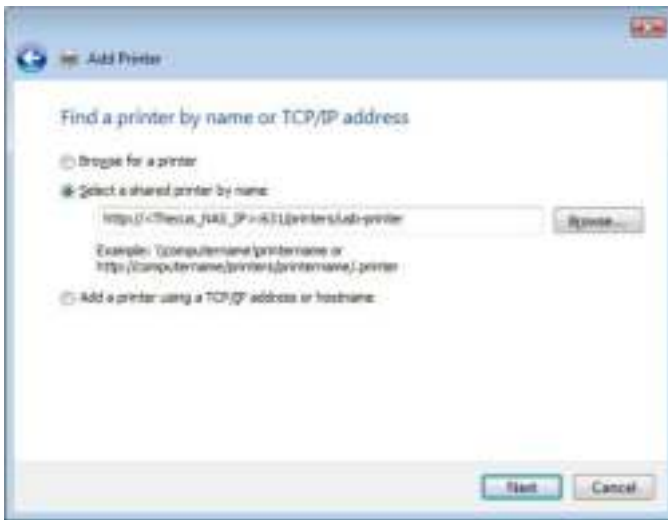 Add Printer
Find a printer by name or TCP/IP address
Browse for a printer
Select a shared printer by name
http://<Thecus_NAS_IP>:631/printers/usb-printer
Browse...
Example: \\computername\printername or
http://computername/printers/printername/.printer
Add a printer using a TCP/IP address or hostname
Next
Cancel